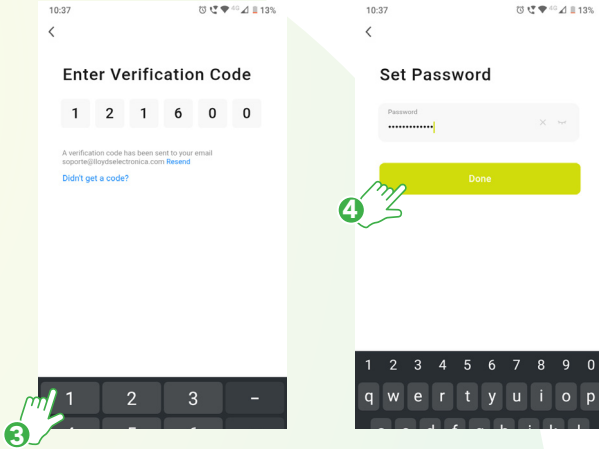 10:37
4G
13%
Enter Verification Code
1 2 1 6 0 0
A verification code has been sent to your email
soporte@lloydselectronica.com Resend
Didn't get a code?
1 2 3 -
3
10:37
4G
13%
Set Password
Password
•••••••••••••
Done
4
1 2 3 4 5 6 7 8 9 0
q w e r t y u i o p